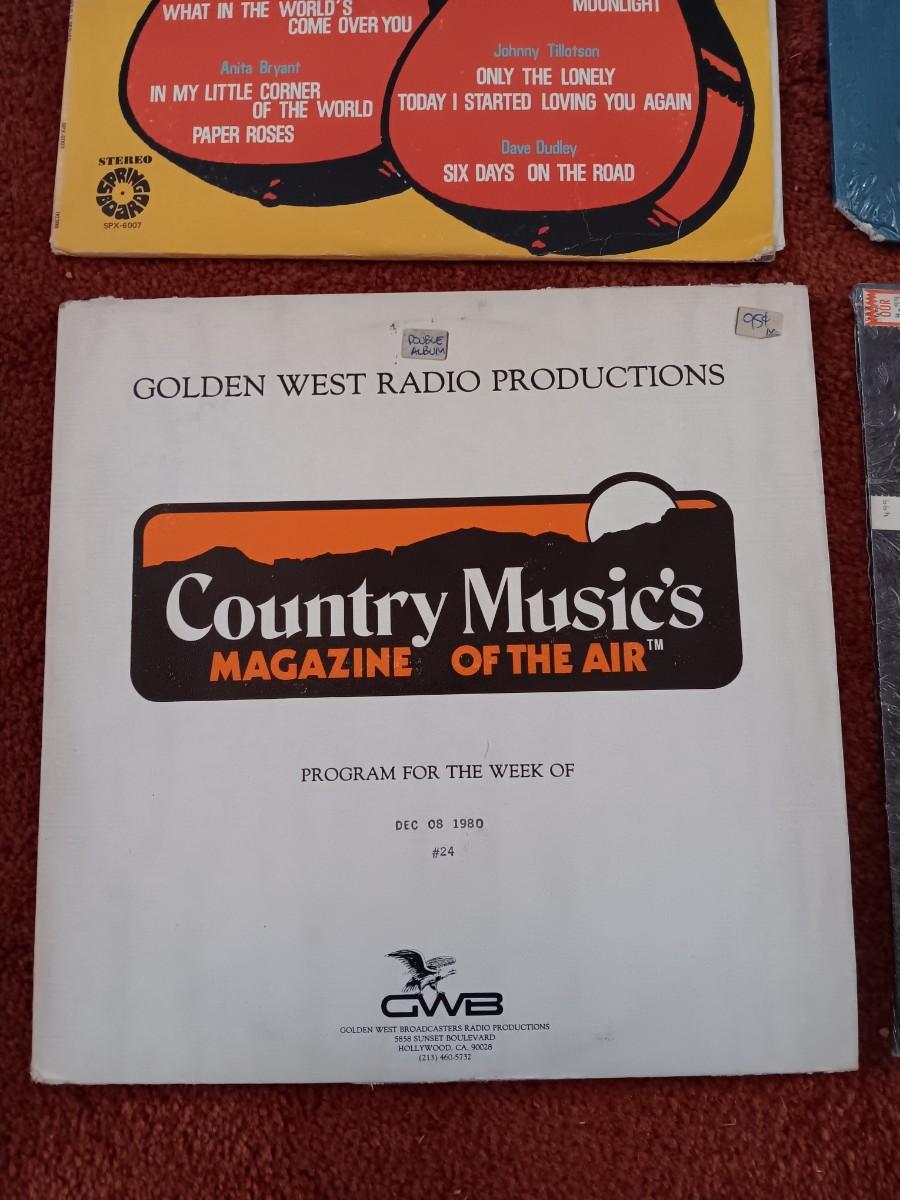 WHAT IN THE WORLD'S
COME OVER YOU
Anita Bryant
IN MY LITTLE CORNER
OF THE WORLD
PAPER ROSES
MOONLIGHT
Johnny Tillotson
ONLY THE LONELY
TODAY I STARTED LOVING YOU AGAIN
Dave Dudley
SIX DAYS ON THE ROAD
STEREO
SPRING
BOARD
SPX-6007
DOUBLE
ALBUM
95¢
GOLDEN WEST RADIO PRODUCTIONS
Country Music's
MAGAZINE OF THE AIR™
PROGRAM FOR THE WEEK OF
DEC 08 1980
#24
GWB
GOLDEN WEST BROADCASTERS RADIO PRODUCTIONS
5858 SUNSET BOULEVARD
HOLLYWOOD, CA. 90028
(213) 460-5732
OUR